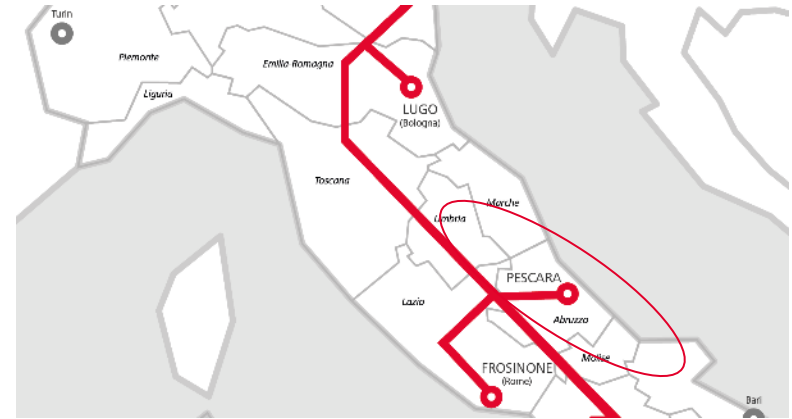 Turin
Piemonte
Emilia Romagna
Liguria
LUGO
(Bologna)
Toscana
Marche
Umbria
PESCARA
Lazio
Abruzzo
Molise
FROSINONE
(Rome)
Bari